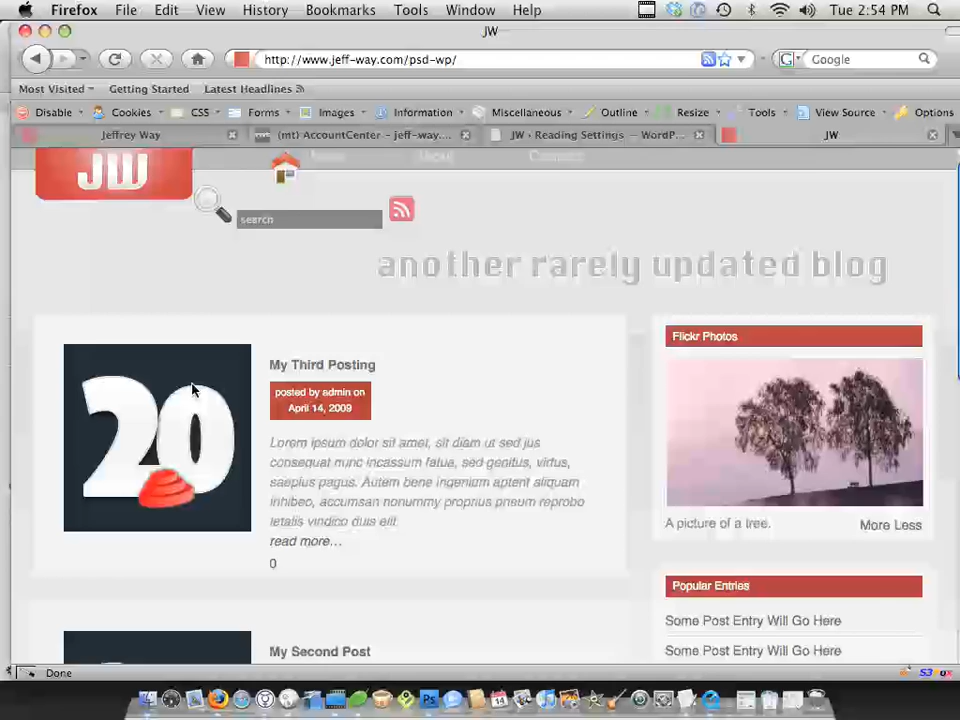 Firefox File Edit View History Bookmarks Tools Window Help Tue 2:54 PM
JW
http://www.jeff-way.com/psd-wp/ Google
Most Visited Getting Started Latest Headlines
Disable Cookies CSS Forms Images Information Miscellaneous Outline Resize Tools View Source Options
Jeffrey Way (mt) AccountCenter - jeff-way.... JW › Reading Settings — WordP... JW
JW About
search
another rarely updated blog
20
My Third Posting
posted by admin on
April 14, 2009
Lorem ipsum dolor sit amet, sit diam ut sed jus
consequat nunc incassum fatua, sed genitus, virtus,
saepius pagus. Autem bene ingenium aptent aliquam
inhibeo, accumsan nonummy proprius pneum reprobo
letalis vindico duis elit.
read more...
0
My Second Post
Flickr Photos
A picture of a tree. More Less
Popular Entries
Some Post Entry Will Go Here
Some Post Entry Will Go Here
Done